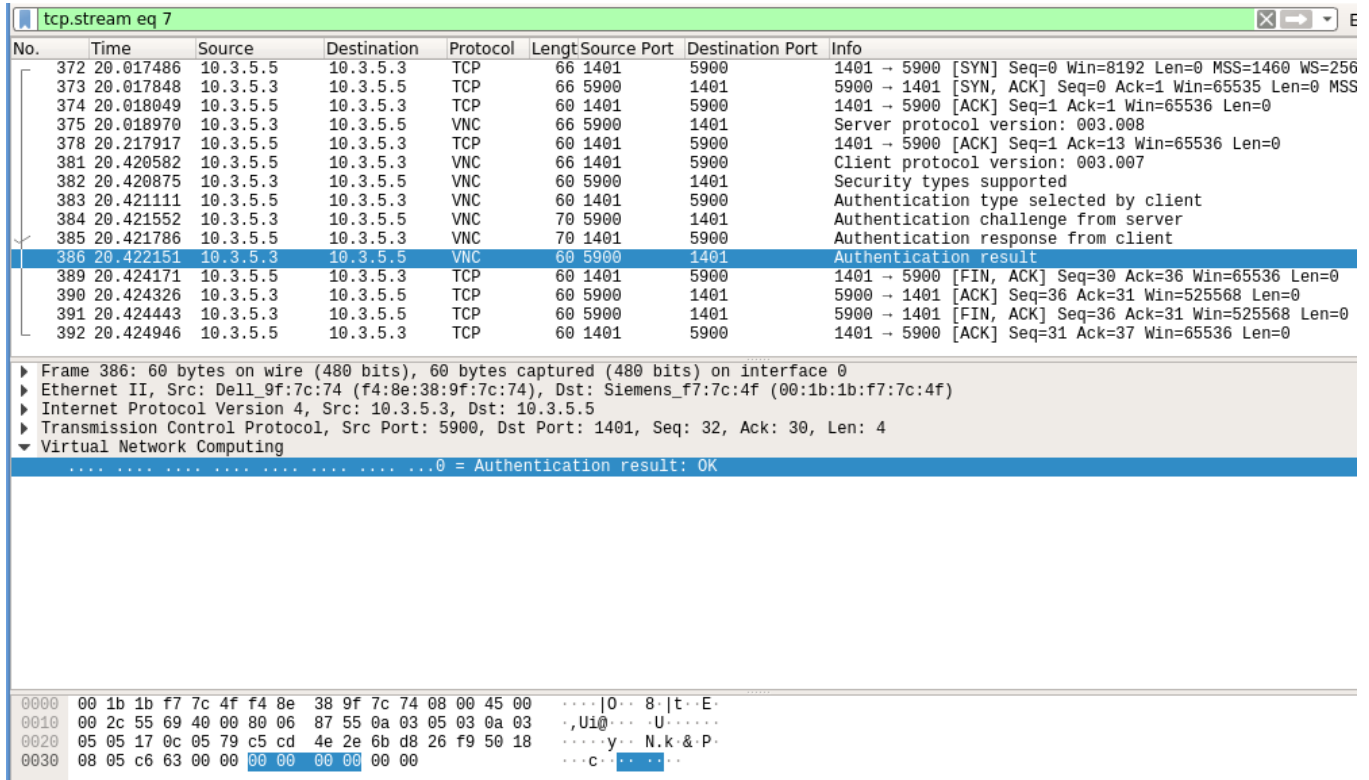 tcp.stream eq 7
No. Time Source Destination Protocol Lengt Source Port Destination Port Info
372 20.017486 10.3.5.5 10.3.5.3 TCP 66 1401 5900 1401 → 5900 [SYN] Seq=0 Win=8192 Len=0 MSS=1460 WS=256
373 20.017848 10.3.5.3 10.3.5.5 TCP 66 5900 1401 5900 → 1401 [SYN, ACK] Seq=0 Ack=1 Win=65535 Len=0 MSS
374 20.018049 10.3.5.5 10.3.5.3 TCP 60 1401 5900 1401 → 5900 [ACK] Seq=1 Ack=1 Win=65536 Len=0
375 20.018970 10.3.5.3 10.3.5.5 VNC 66 5900 1401 Server protocol version: 003.008
378 20.217917 10.3.5.5 10.3.5.3 TCP 60 1401 5900 1401 → 5900 [ACK] Seq=1 Ack=13 Win=65536 Len=0
381 20.420582 10.3.5.5 10.3.5.3 VNC 66 1401 5900 Client protocol version: 003.007
382 20.420875 10.3.5.3 10.3.5.5 VNC 60 5900 1401 Security types supported
383 20.421111 10.3.5.5 10.3.5.3 VNC 60 1401 5900 Authentication type selected by client
384 20.421552 10.3.5.3 10.3.5.5 VNC 70 5900 1401 Authentication challenge from server
385 20.421786 10.3.5.5 10.3.5.3 VNC 70 1401 5900 Authentication response from client
386 20.422151 10.3.5.3 10.3.5.5 VNC 60 5900 1401 Authentication result
389 20.424171 10.3.5.5 10.3.5.3 TCP 60 1401 5900 1401 → 5900 [FIN, ACK] Seq=30 Ack=36 Win=65536 Len=0
390 20.424326 10.3.5.3 10.3.5.5 TCP 60 5900 1401 5900 → 1401 [ACK] Seq=36 Ack=31 Win=525568 Len=0
391 20.424443 10.3.5.3 10.3.5.5 TCP 60 5900 1401 5900 → 1401 [FIN, ACK] Seq=36 Ack=31 Win=525568 Len=0
392 20.424946 10.3.5.5 10.3.5.3 TCP 60 1401 5900 1401 → 5900 [ACK] Seq=31 Ack=37 Win=65536 Len=0
Frame 386: 60 bytes on wire (480 bits), 60 bytes captured (480 bits) on interface 0
Ethernet II, Src: Dell_9f:7c:74 (f4:8e:38:9f:7c:74), Dst: Siemens_f7:7c:4f (00:1b:1b:f7:7c:4f)
Internet Protocol Version 4, Src: 10.3.5.3, Dst: 10.3.5.5
Transmission Control Protocol, Src Port: 5900, Dst Port: 1401, Seq: 32, Ack: 30, Len: 4
Virtual Network Computing
.... .... .... .... .... .... .... ...0 = Authentication result: OK
0000 00 1b 1b f7 7c 4f f4 8e 38 9f 7c 74 08 00 45 00 ····|O·· 8·|t··E·
0010 00 2c 55 69 40 00 80 06 87 55 0a 03 05 03 0a 03 ·,Ui@··· ·U······
0020 05 05 17 0c 05 79 c5 cd 4e 2e 6b d8 26 f9 50 18 ·····y·· N.k·&·P·
0030 08 05 c6 63 00 00 00 00 00 00 00 00 ···c·· ·· ····